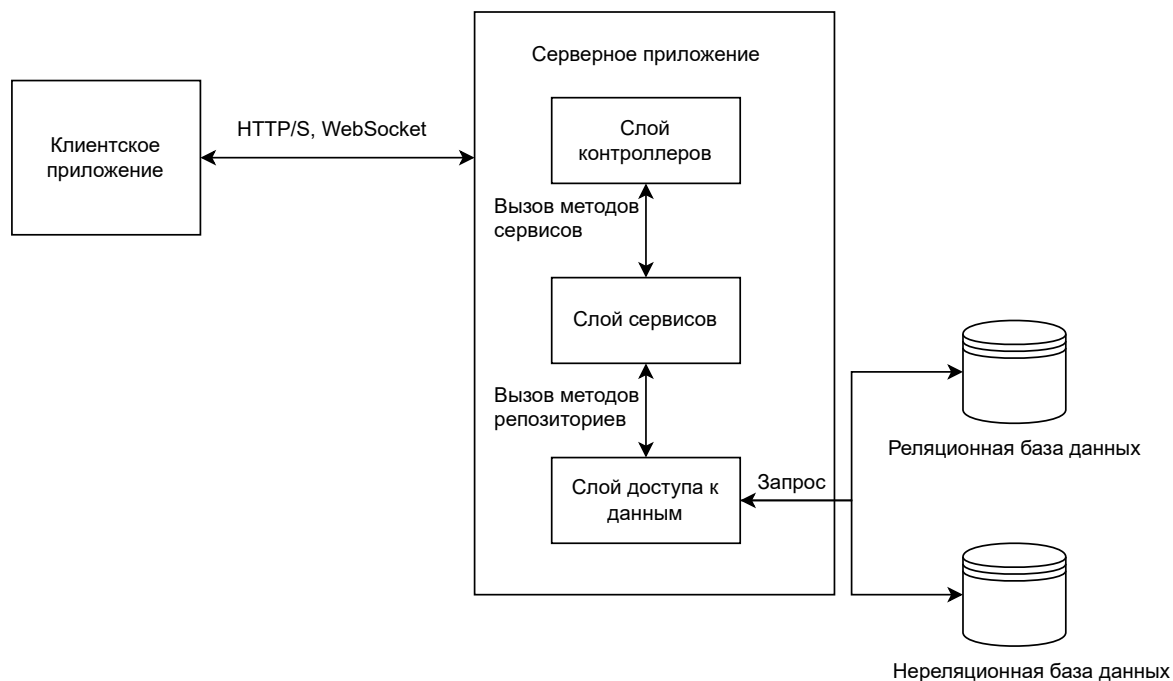 Серверное приложение
Клиентское
приложение
HTTP/S, WebSocket
Слой
контроллеров
Вызов методов
сервисов
Слой сервисов
Вызов методов
репозиториев
Слой доступа к
данным
Запрос
Реляционная база данных
Нереляционная база данных